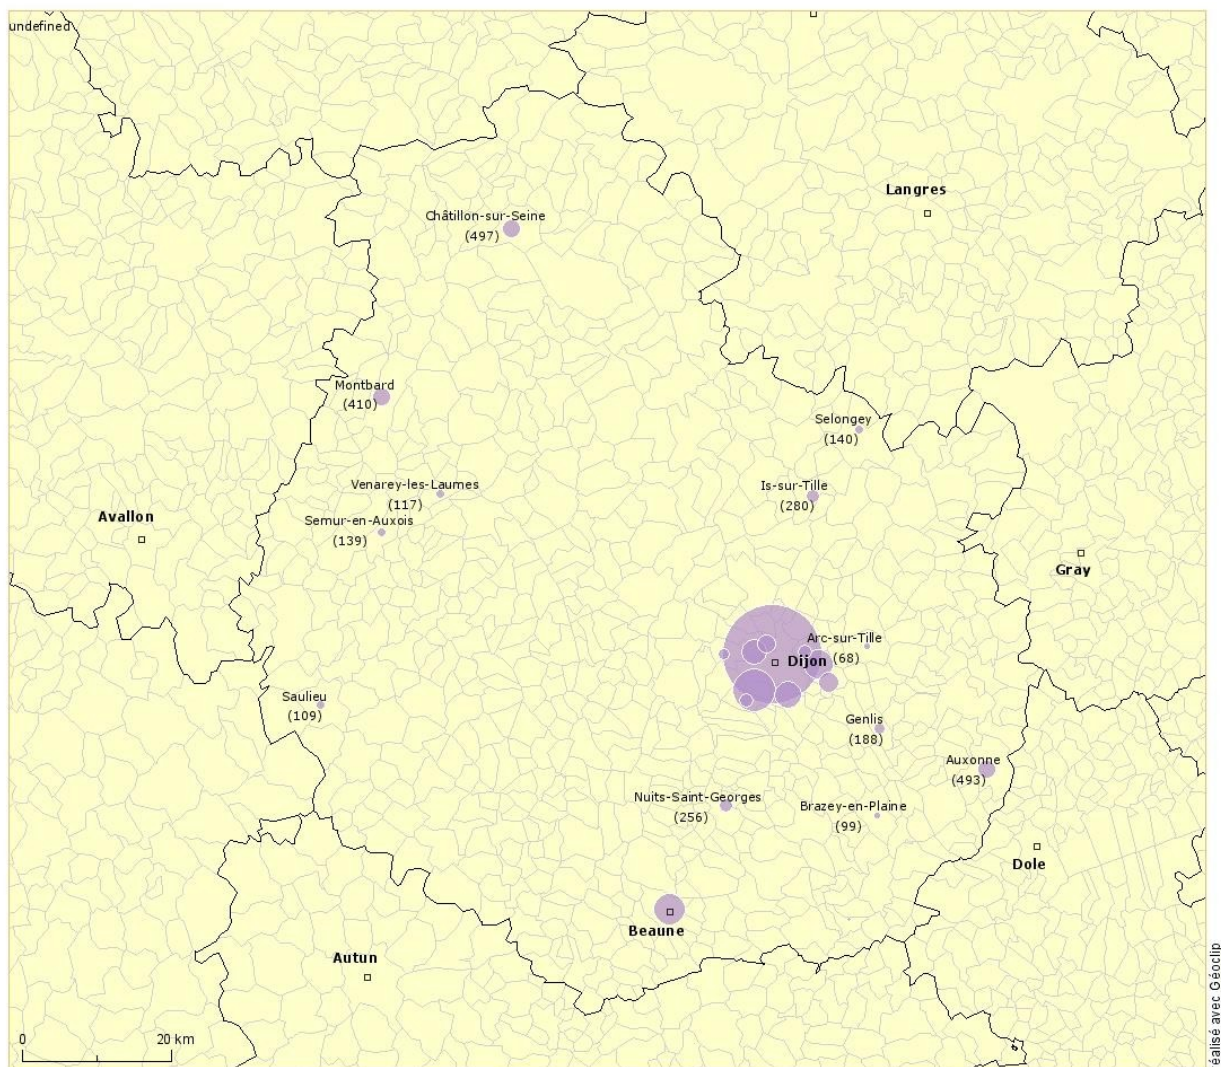 undefined
Langres
Châtillon-sur-Seine
(497)
Montbard
(410)
Selongey
(140)
Venarey-les-Laumes
(117)
Is-sur-Tille
(280)
Avallon
Semur-en-Auxois
(139)
Gray
Arc-sur-Tille
Dijon (68)
Saulieu
(109)
Genlis
(188)
Auxonne
(493)
Nuits-Saint-Georges
(256)
Brazey-en-Plaine
(99)
Dole
Beaune
Autun
0 20 km
éalisé avec Géoclip